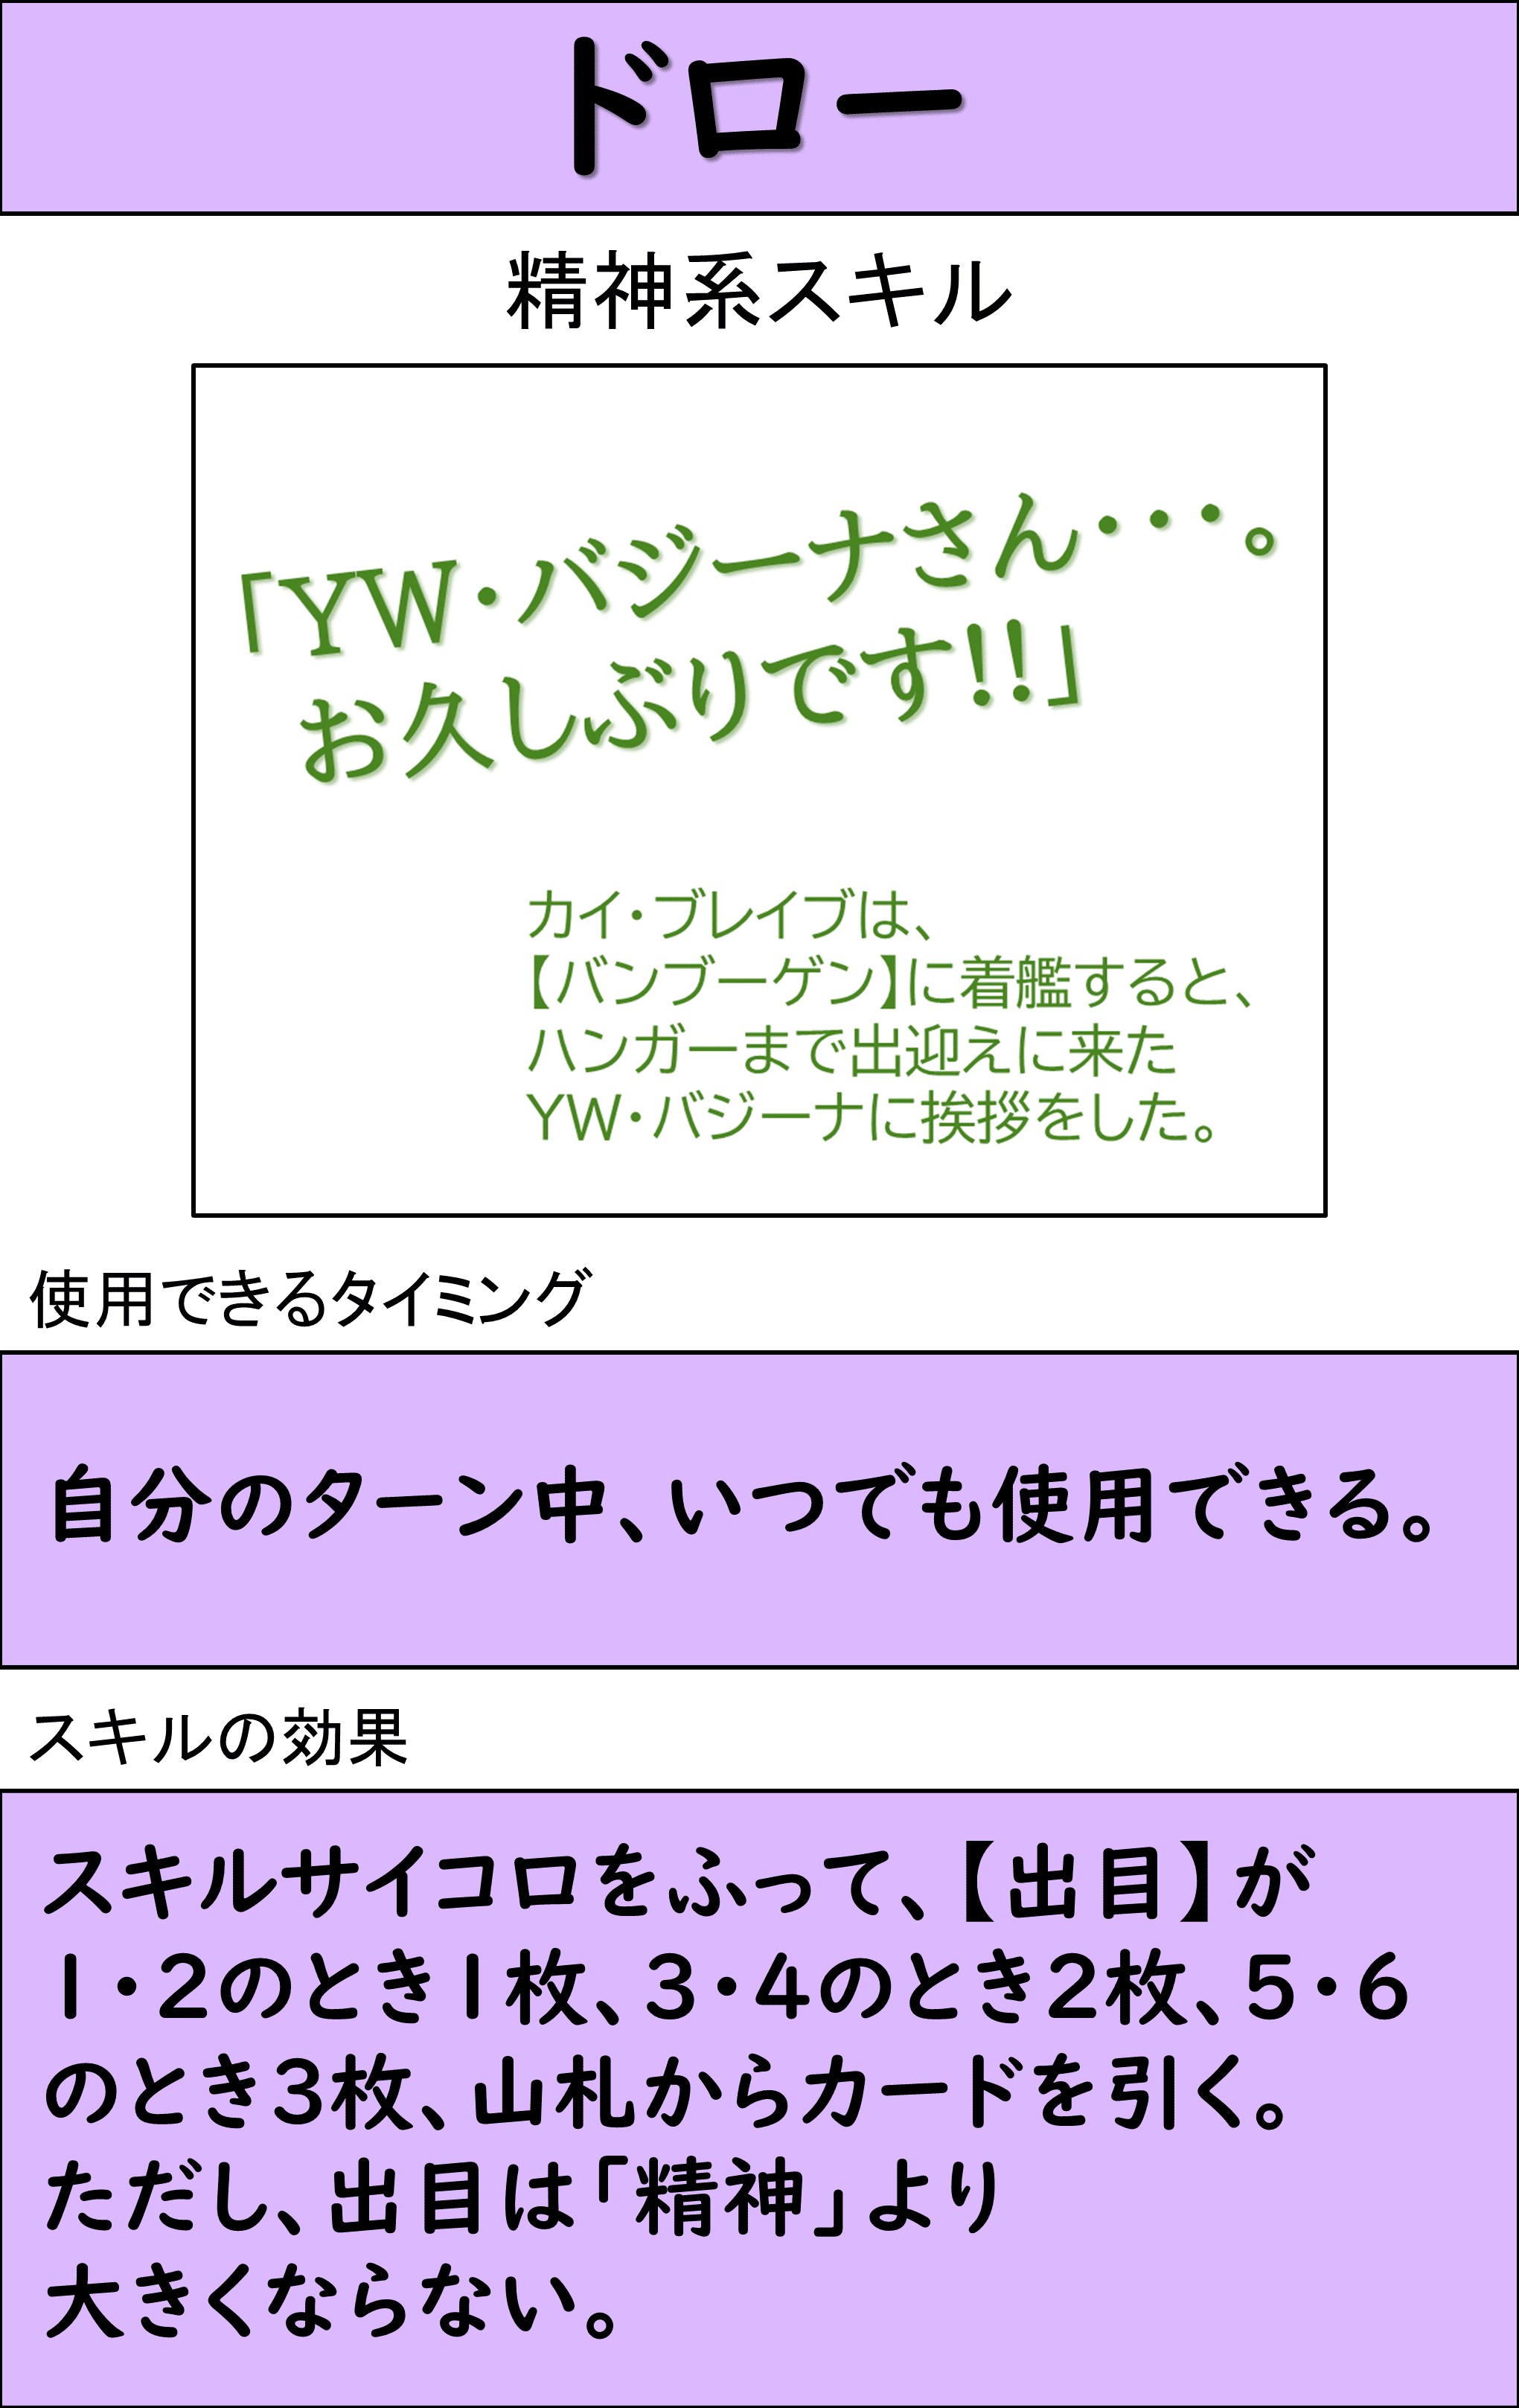 ドロー
精神系スキル
「YW・バジーナさん・・・。
お久しぶりです!!」
カイ・ブレイブは、
【バンブーゲン】に着艦すると、
ハンガーまで出迎えに来た
YW・バジーナに挨拶をした。
使用できるタイミング
自分のターン中、いつでも使用できる。
スキルの効果
スキルサイコロをふって、【出目】が
1・2のとき1枚、3・4のとき2枚、5・6
のとき3枚、山札からカードを引く。
ただし、出目は「精神」より
大きくならない。